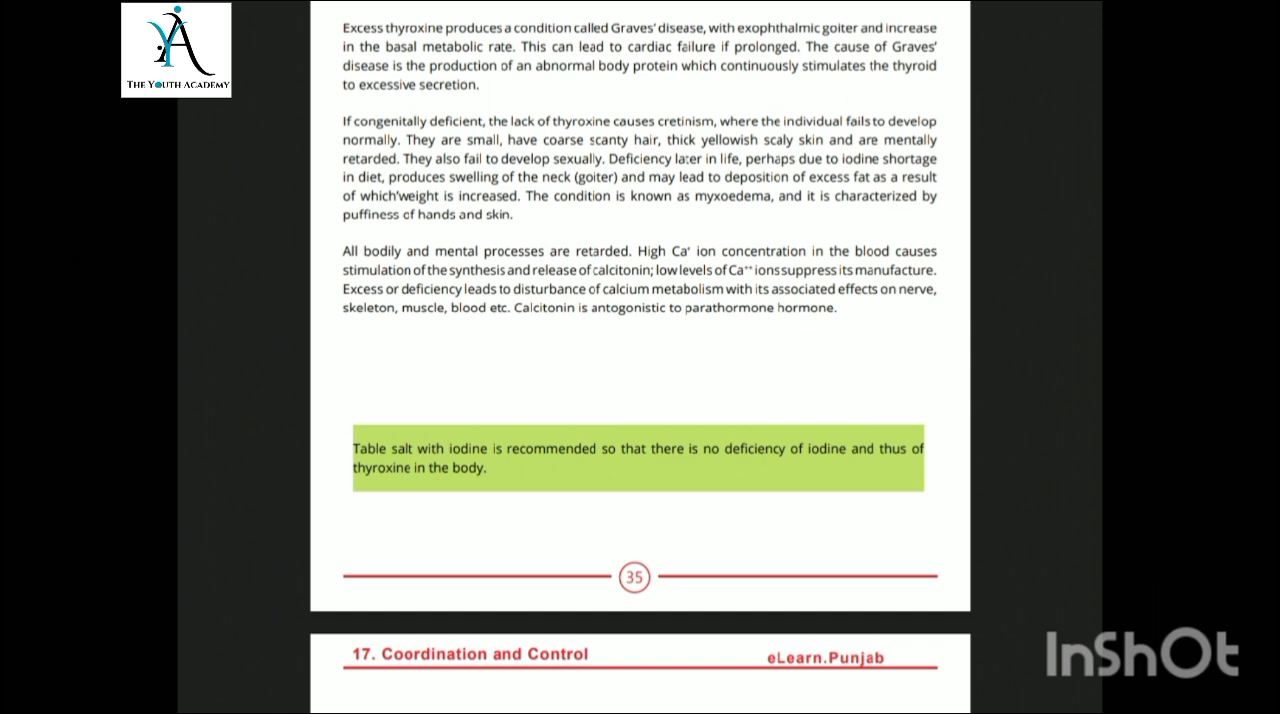 THE YOUTH ACADEMY
Excess thyroxine produces a condition called Graves' disease, with exophthalmic goiter and increase
in the basal metabolic rate. This can lead to cardiac failure if prolonged. The cause of Graves'
disease is the production of an abnormal body protein which continuously stimulates the thyroid
to excessive secretion.
If congenitally deficient, the lack of thyroxine causes cretinism, where the individual fails to develop
normally. They are small, have coarse scanty hair, thick yellowish scaly skin and are mentally
retarded. They also fail to develop sexually. Deficiency later in life, perhaps due to iodine shortage
in diet, produces swelling of the neck (goiter) and may lead to deposition of excess fat as a result
of which'weight is increased. The condition is known as myxoedema, and it is characterized by
puffiness of hands and skin.
All bodily and mental processes are retarded. High Ca⁺ ion concentration in the blood causes
stimulation of the synthesis and release of calcitonin; low levels of Ca⁺⁺ ions suppress its manufacture.
Excess or deficiency leads to disturbance of calcium metabolism with its associated effects on nerve,
skeleton, muscle, blood etc. Calcitonin is antogonistic to parathormone hormone.
Table salt with iodine is recommended so that there is no deficiency of iodine and thus of
thyroxine in the body.
35
17. Coordination and Control
eLearn.Punjab
InShOt